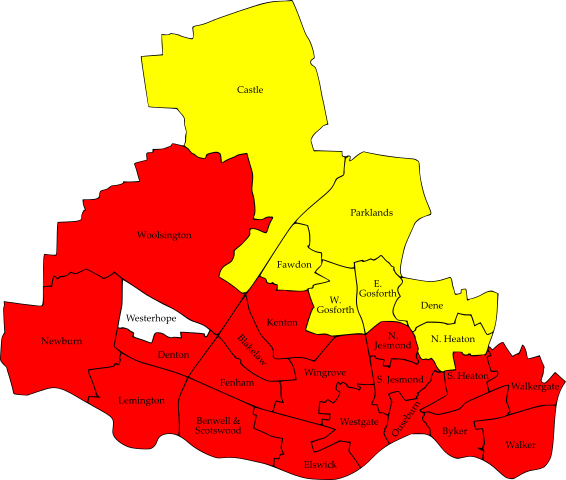 Castle
Parklands
Woolsington
Fawdon
E.
Gosforth
W.
Gosforth
Dene
Westerhope
Kenton
N.
Jesmond
N. Heaton
Newburn
Denton
Blakelaw
Wingrove
S. Jesmond
S. Heaton
Fenham
Walkergate
Lemington
Benwell &
Scotswood
Westgate
Ouseburn
Byker
Walker
Elswick